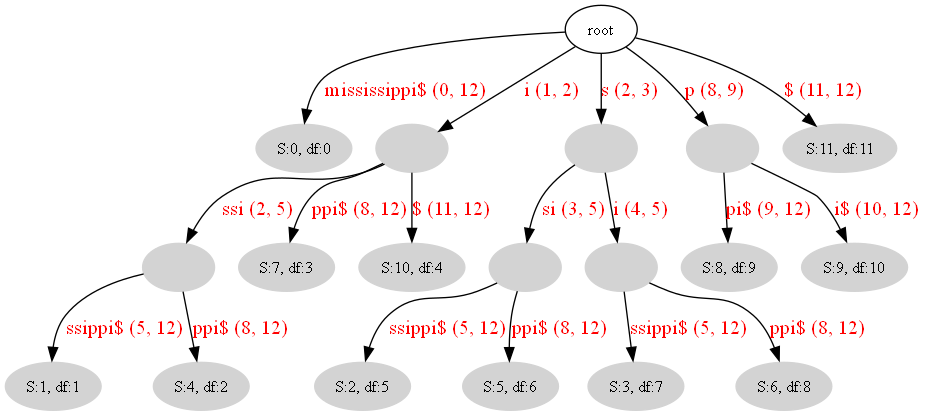 root
mississippi$ (0, 12)
i (1, 2)
s (2, 3)
p (8, 9)
$ (11, 12)
S:0, df:0
S:11, df:11
ssi (2, 5)
ppi$ (8, 12)
$ (11, 12)
si (3, 5)
i (4, 5)
pi$ (9, 12)
i$ (10, 12)
S:7, df:3
S:10, df:4
S:8, df:9
S:9, df:10
ssippi$ (5, 12)
ppi$ (8, 12)
ssippi$ (5, 12)
ppi$ (8, 12)
ssippi$ (5, 12)
ppi$ (8, 12)
S:1, df:1
S:4, df:2
S:2, df:5
S:5, df:6
S:3, df:7
S:6, df:8